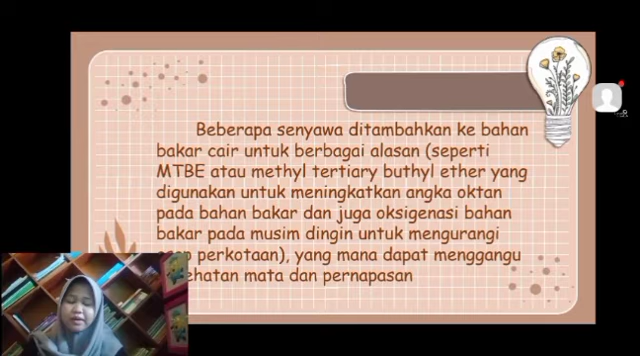 Beberapa senyawa ditambahkan ke bahan
bakar cair untuk berbagai alasan (seperti
MTBE atau methyl tertiary buthyl ether yang
digunakan untuk meningkatkan angka oktan
pada bahan bakar dan juga oksigenasi bahan
bakar pada musim dingin untuk mengurangi
perkotaan), yang mana dapat menggangu
mata dan pernapasan